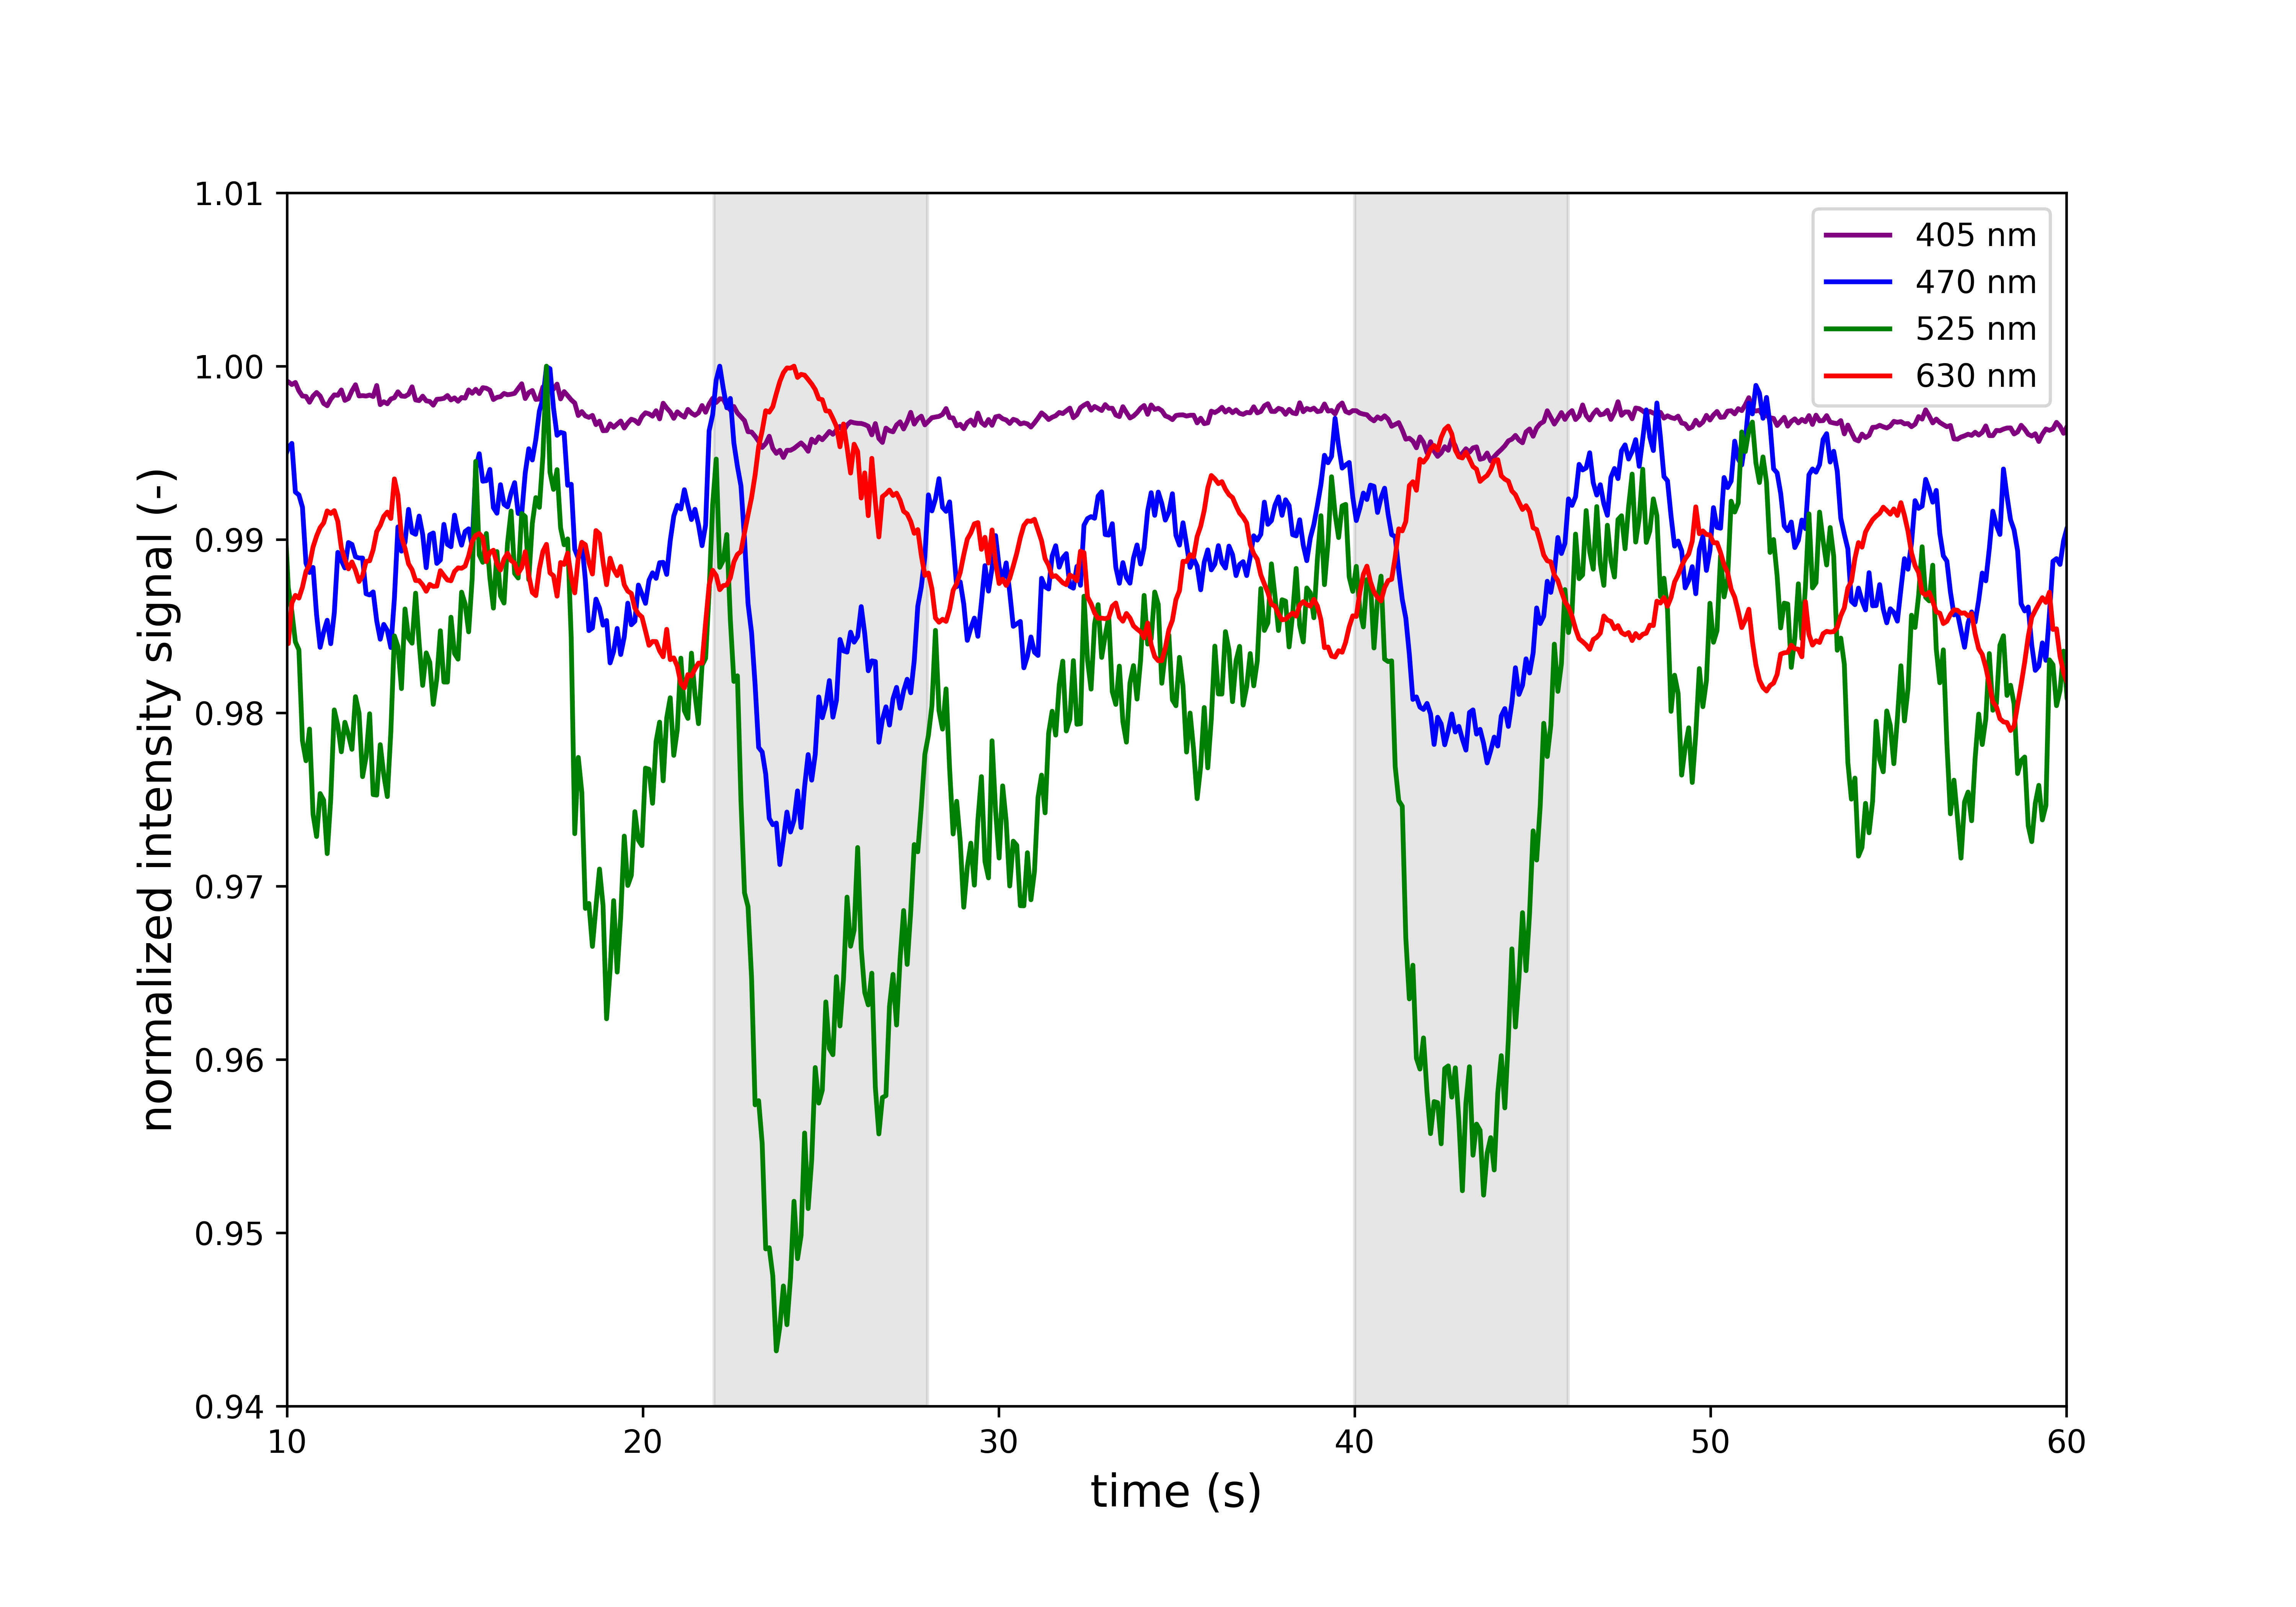 1.01
1.00
0.99
0.98
0.97
0.96
0.95
0.94
normalized intensity signal (-)
10 20 30 40 50 60
time (s)
405 nm
470 nm
525 nm
630 nm